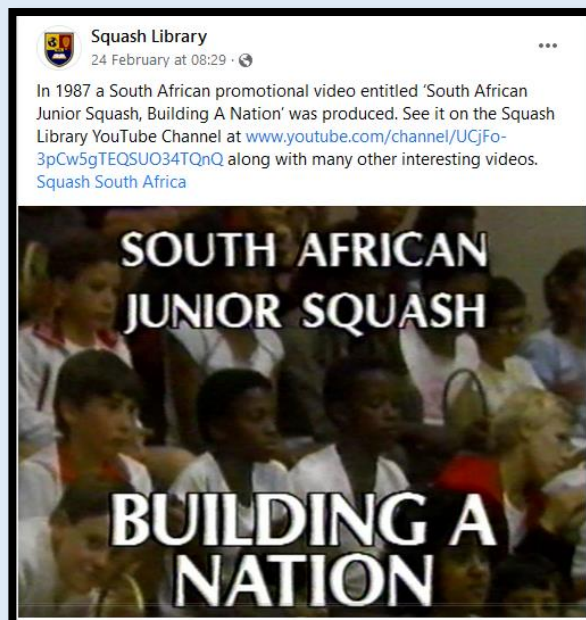 Squash Library
24 February at 08:29 ·
In 1987 a South African promotional video entitled ‘South African
Junior Squash, Building A Nation’ was produced. See it on the Squash
Library YouTube Channel at www.youtube.com/channel/UCjFo-
3pCw5gTEQSUO34TQnQ along with many other interesting videos.
Squash South Africa
SOUTH AFRICAN
JUNIOR SQUASH
BUILDING A
NATION